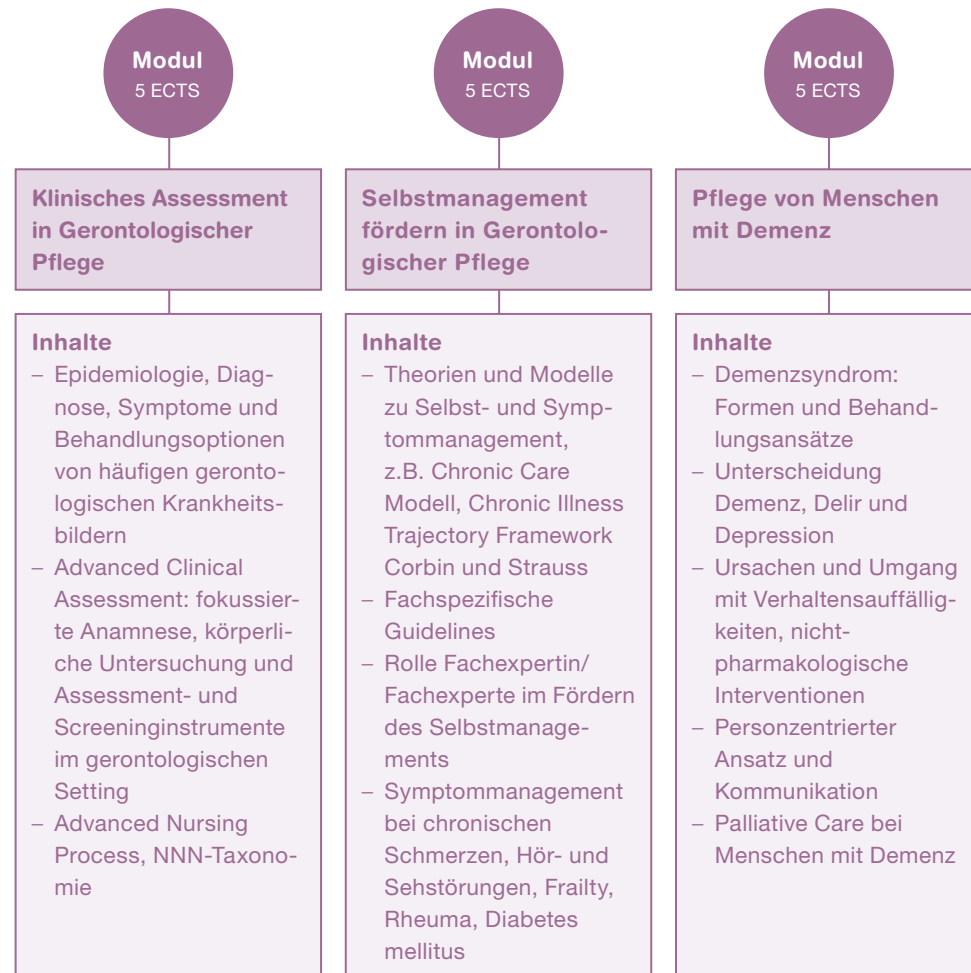 Modul
5 ECTS
Klinisches Assessment
in Gerontologischer
Pflege
Inhalte
– Epidemiologie, Diag-
nose, Symptome und
Behandlungsoptionen
von häufigen geronto-
logischen Krankheits-
bildern
– Advanced Clinical
Assessment: fokussier-
te Anamnese, körperli-
che Untersuchung und
Assessment- und
Screeninginstrumente
im gerontologischen
Setting
– Advanced Nursing
Process, NNN-Taxono-
mie
Modul
5 ECTS
Selbstmanagement
fördern in Gerontolo-
gischer Pflege
Inhalte
– Theorien und Modelle
zu Selbst- und Symp-
tommanagement,
z.B. Chronic Care
Modell, Chronic Illness
Trajectory Framework
Corbin und Strauss
– Fachspezifische
Guidelines
– Rolle Fachexpertin/
Fachexperte im Fördern
des Selbstmanage-
ments
– Symptommanagement
bei chronischen
Schmerzen, Hör- und
Sehstörungen, Frailty,
Rheuma, Diabetes
mellitus
Modul
5 ECTS
Pflege von Menschen
mit Demenz
Inhalte
– Demenzsyndrom:
Formen und Behand-
lungsansätze
– Unterscheidung
Demenz, Delir und
Depression
– Ursachen und Umgang
mit Verhaltensauffällig-
keiten, nicht-
pharmakologische
Interventionen
– Personzentrierter
Ansatz und
Kommunikation
– Palliative Care bei
Menschen mit Demenz